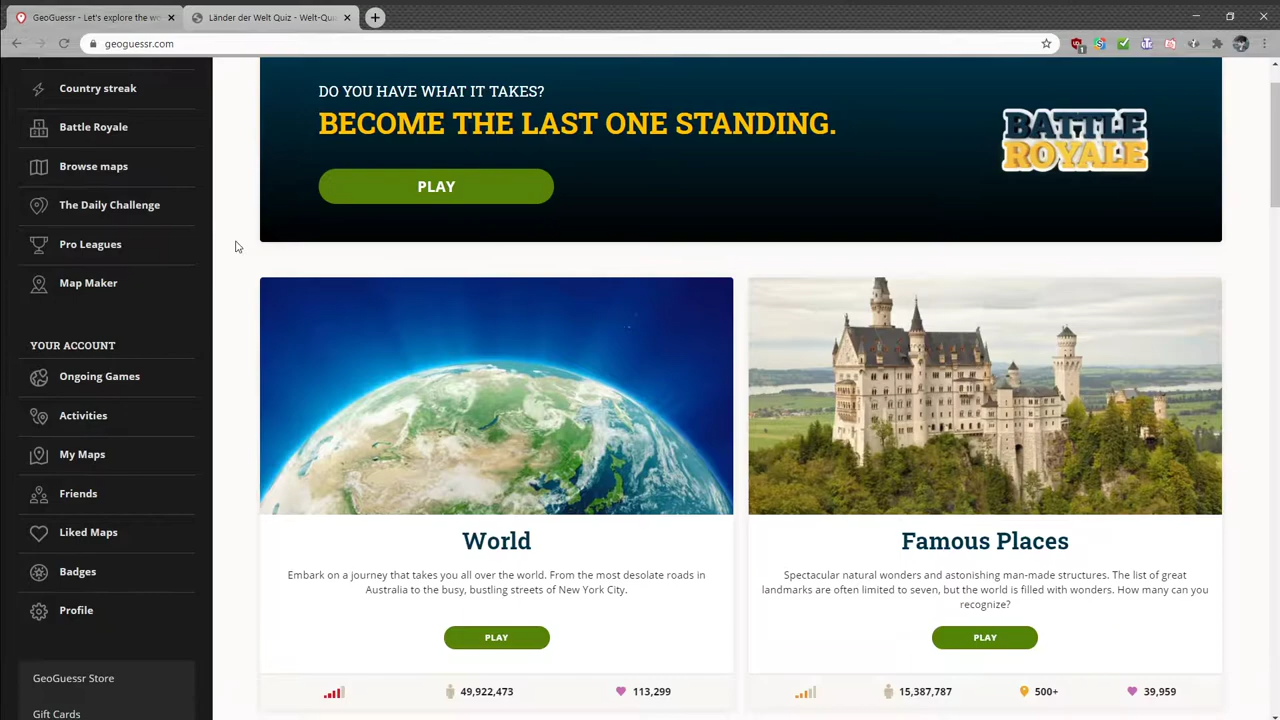 GeoGuessr - Let's explore the wo
Länder der Welt Quiz - Welt-Qui
geoguessr.com
Country streak
Battle Royale
Browse maps
The Daily Challenge
Pro Leagues
Map Maker
YOUR ACCOUNT
Ongoing Games
Activities
My Maps
Friends
Liked Maps
Badges
Profile
GeoGuessr Store
Gift Cards
DO YOU HAVE WHAT IT TAKES?
BECOME THE LAST ONE STANDING.
PLAY
BATTLE
ROYALE
World
Embark on a journey that takes you all over the world. From the most desolate roads in
Australia to the busy, bustling streets of New York City.
PLAY
49,922,473
113,299
Famous Places
Spectacular natural wonders and astonishing man-made structures. The list of great
landmarks are often limited to seven, but the world is filled with wonders. How many can you
recognize?
PLAY
15,387,787
500+
39,959